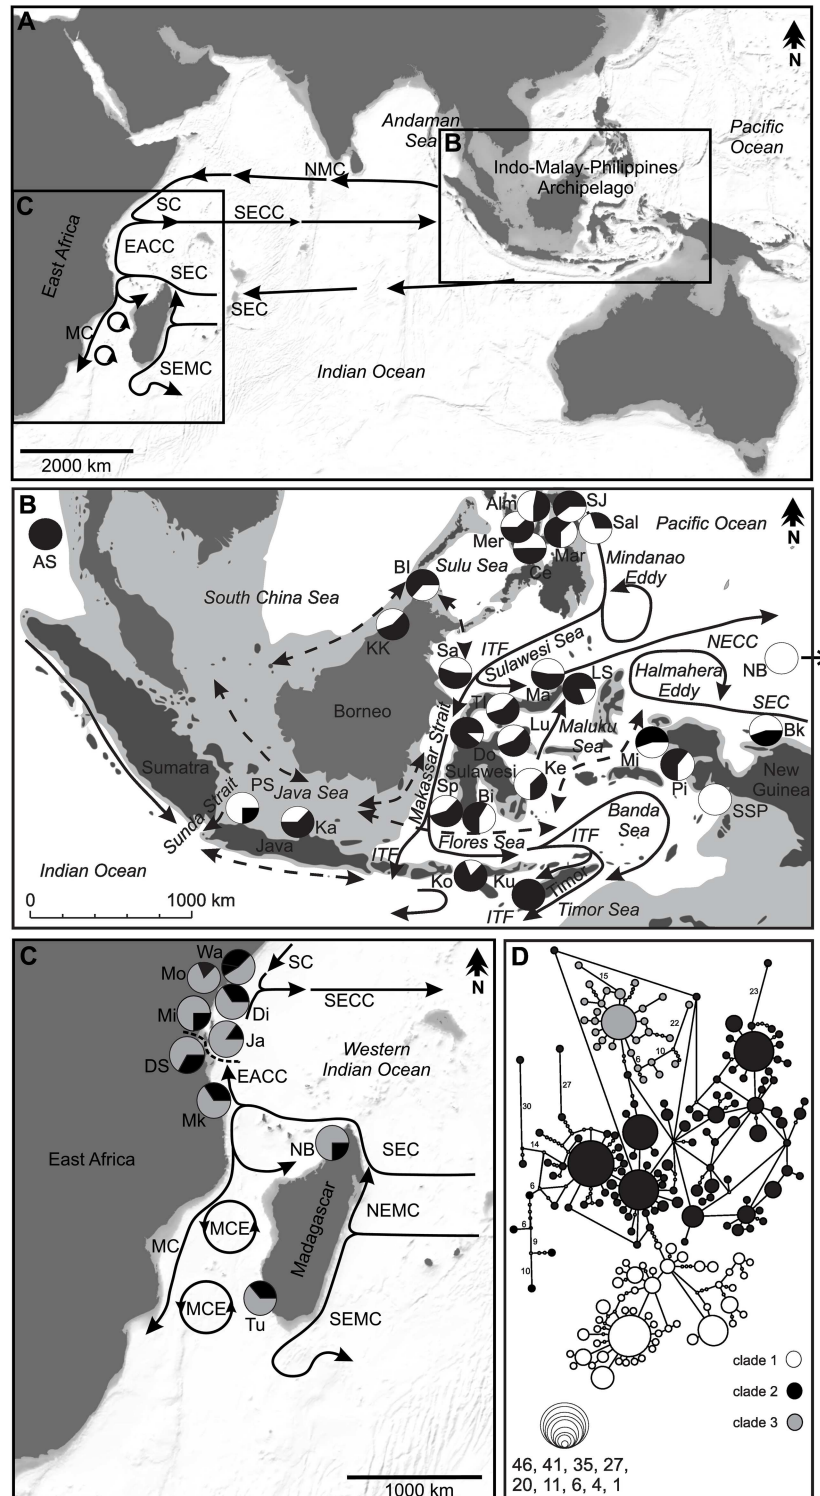 A
N
Andaman
Sea
Pacific
Ocean
B
Indo-Malay-Philippines
Archipelago
NMC
C
SC
SECC
EACC
East Africa
SEC
SEC
MC
SEMC
Indian Ocean
2000 km
B
N
Alm
SJ
Sal
Pacific Ocean
Mer
Mar
AS
Ce
BI
Sulu Sea
Mindanao
Eddy
South China Sea
KK
Sa
ITF
Sulawesi Sea
NECC
NB
Halmahera
Eddy
LS
Ma
SEC
Borneo
TI
Lu
Maluku
Sea
Bk
Makassar Strait
Do
Mi
Sumatra
Sulawesi
Ke
Pi
New
Guinea
PS
Java Sea
Sp
Bi
Banda
Sea
SSP
Sunda Strait
Ka
Java
Flores Sea
ITF
ITF
Indian Ocean
Ko
Ku
Timor
0
1000 km
ITF
Timor Sea
C
Wa
SC
N
Mo
SECC
Mi
Di
Ja
Western
Indian Ocean
DS
EACC
Mk
NB
SEC
East Africa
NEMC
Madagascar
MCE
MC
MCE
SEMC
Tu
1000 km
D
15
23
22
10
6
27
30
14
6
6
9
10
clade 1
clade 2
clade 3
46, 41, 35, 27,
20, 11, 6, 4, 1